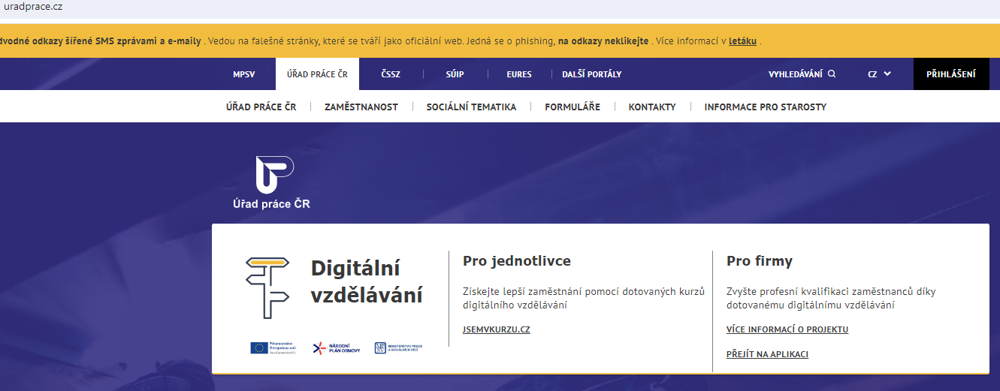 uradprace.cz
dvodné odkazy šířené SMS zprávami a e-maily . Vedou na falešné stránky, které se tváří jako oficiální web. Jedná se o phishing, na odkazy neklikejte . Více informací v letáku .
MPSV ÚŘAD PRÁCE ČR ČSSZ SÚIP EURES DALŠÍ PORTÁLY VYHLEDÁVÁNÍ CZ PŘIHLÁŠENÍ
ÚŘAD PRÁCE ČR ZAMĚSTNANOST SOCIÁLNÍ TEMATIKA FORMULÁŘE KONTAKTY INFORMACE PRO STAROSTY
Úřad práce ČR
Digitální
vzdělávání
Financováno
Evropskou unií
NextGenerationEU
NÁRODNÍ
PLÁN OBNOVY
MINISTERSTVO PRÁCE
A SOCIÁLNÍCH VĚCÍ
Pro jednotlivce
Získejte lepší zaměstnání pomocí dotovaných kurzů
digitálního vzdělávání
JSEMVKURZU.CZ
Pro firmy
Zvyšte profesní kvalifikaci zaměstnanců díky
dotovanému digitálnímu vzdělávání
VÍCE INFORMACÍ O PROJEKTU
PŘEJÍT NA APLIKACI